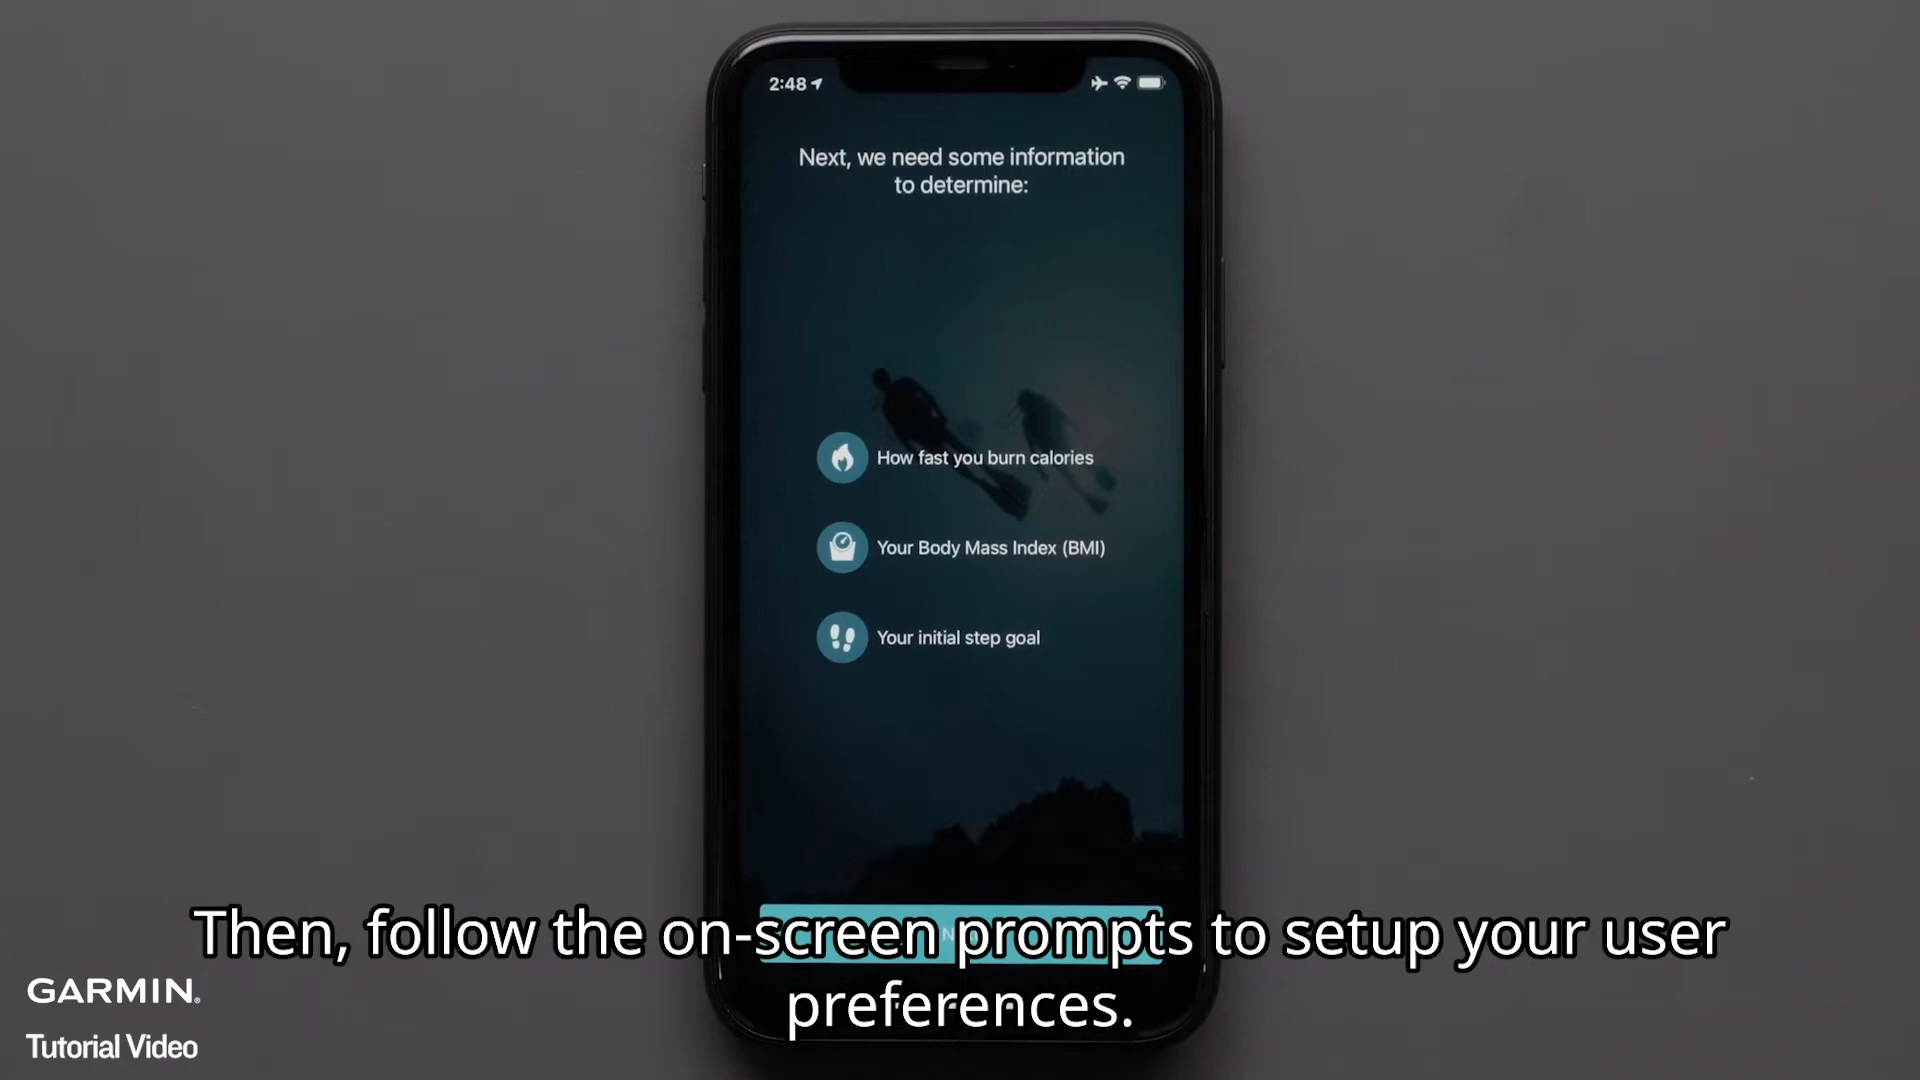 2:48
Next, we need some information
to determine:
How fast you burn calories
Your Body Mass Index (BMI)
Your initial step goal
Then, follow the on-screen prompts to setup your user
preferences.
GARMIN®
Tutorial Video